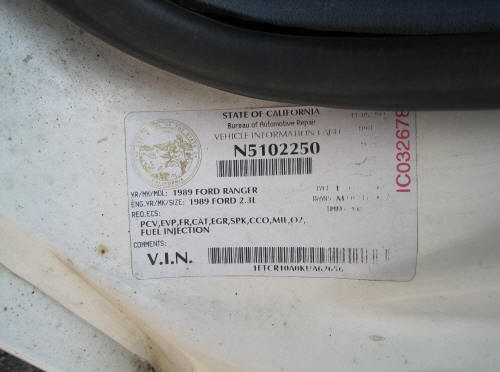 STATE OF CALIFORNIA
Bureau of Automotive Repair
VEHICLE INFORMATION LABEL
N5102250
IC032678
YR/MK/MDL: 1989 FORD RANGER
ENG.YR/MK/SIZE: 1989 FORD 2.3L
REQ.ECS:
PCV,EVP,FR,CAT,EGR,SPK,CCO,MIL,O2,
FUEL INJECTION
COMMENTS:
V.I.N.